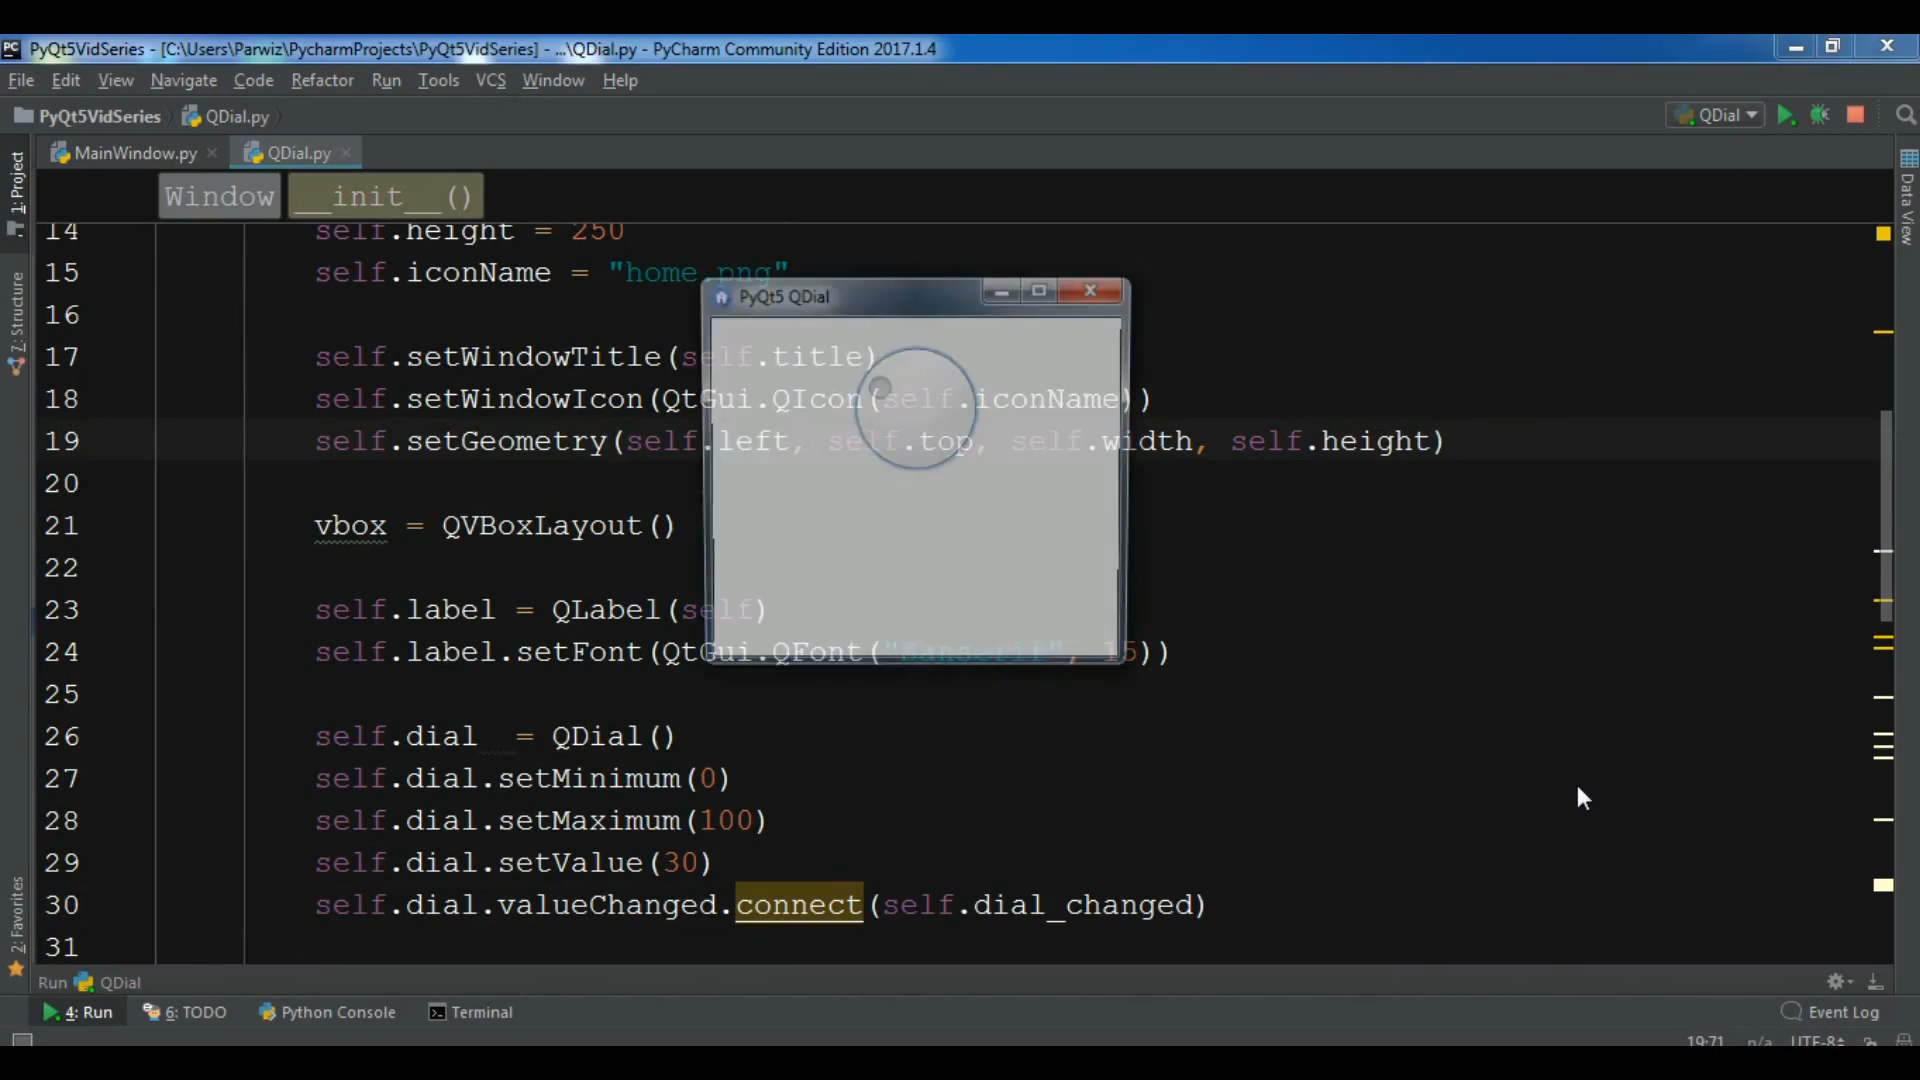 PyQt5VidSeries - [C:\Users\Parwiz\PycharmProjects\PyQt5VidSeries] - ...\QDial.py - PyCharm Community Edition 2017.1.4
File Edit View Navigate Code Refactor Run Tools VCS Window Help
PyQt5VidSeries QDial.py QDial
MainWindow.py QDial.py
Window __init__()
14 self.height = 250
15 self.iconName = "home.png"
PyQt5 QDial
16
17 self.setWindowTitle(self.title)
18 self.setWindowIcon(QtGui.QIcon(self.iconName))
19 self.setGeometry(self.left, self.top, self.width, self.height)
20
21 vbox = QVBoxLayout()
22
23 self.label = QLabel(self)
24 self.label.setFont(QtGui.QFont("Sanserif", 15))
25
26 self.dial = QDial()
27 self.dial.setMinimum(0)
28 self.dial.setMaximum(100)
29 self.dial.setValue(30)
30 self.dial.valueChanged.connect(self.dial_changed)
31
1: Project
7: Structure
2: Favorites
Data View
Run QDial
4: Run 6: TODO Python Console Terminal Event Log
19:71 n/a UTF-8